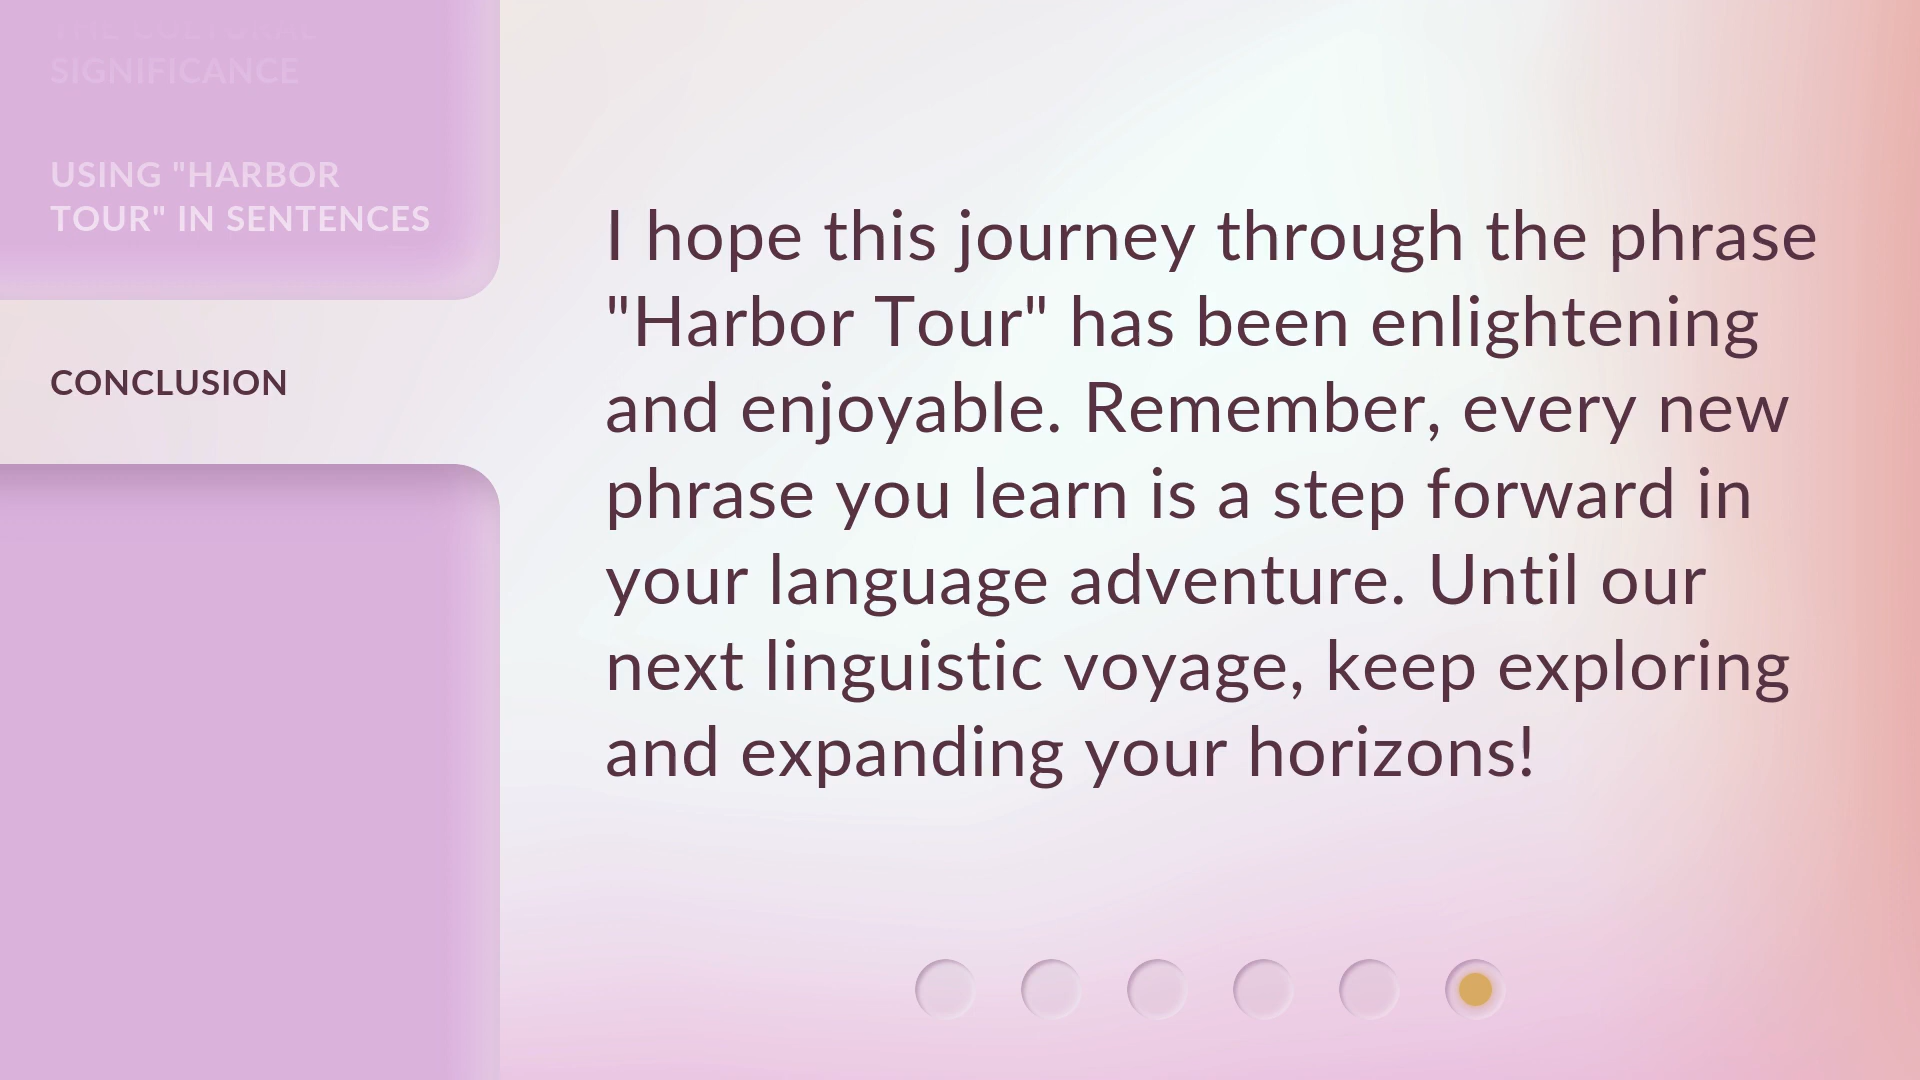 THE CULTURAL
SIGNIFICANCE
USING "HARBOR
TOUR" IN SENTENCES
CONCLUSION
I hope this journey through the phrase
"Harbor Tour" has been enlightening
and enjoyable. Remember, every new
phrase you learn is a step forward in
your language adventure. Until our
next linguistic voyage, keep exploring
and expanding your horizons!